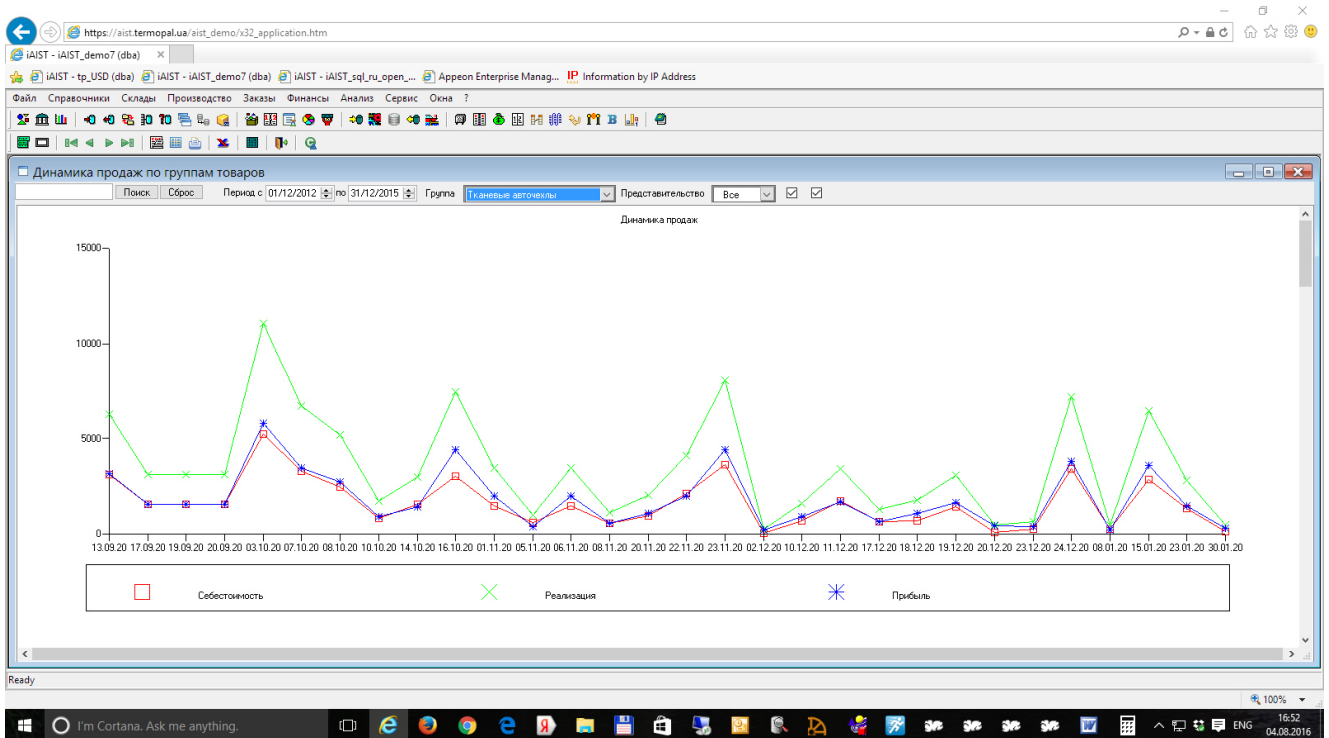 https://aist.termopal.ua/aist_demo/x32_application.htm
iAIST - iAIST_demo7 (dba)
iAIST - tp_USD (dba) iAIST - iAIST_demo7 (dba) iAIST - iAIST_sql_ru_open_... Appeon Enterprise Manag... IP Information by IP Address
Файл Справочники Склады Производство Заказы Финансы Анализ Сервис Окна ?
Динамика продаж по группам товаров
Поиск Сброс Период с 01/12/2012 по 31/12/2015 Группа Тканевые авточехлы Представительство Все
Динамика продаж
15000
10000
5000
0
13.09.20 17.09.20 19.09.20 20.09.20 03.10.20 07.10.20 08.10.20 10.10.20 14.10.20 16.10.20 01.11.20 05.11.20 06.11.20 08.11.20 20.11.20 22.11.20 23.11.20 02.12.20 10.12.20 11.12.20 17.12.20 18.12.20 19.12.20 20.12.20 23.12.20 24.12.20 08.01.20 15.01.20 23.01.20 30.01.20
Себестоимость Реализация Прибыль
Ready
100%
I'm Cortana. Ask me anything.
ENG 16:52
04.08.2016